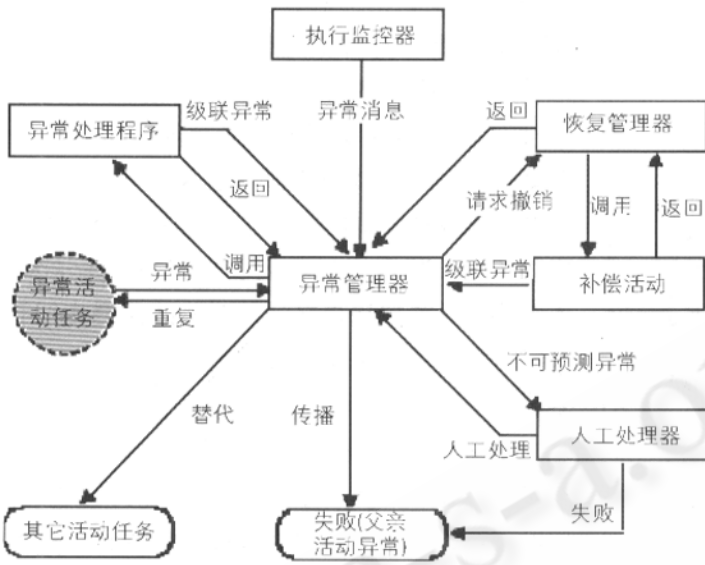 执行监控器
级联异常
异常消息
返回
异常处理程序
恢复管理器
返回
请求撤销
调用
返回
异常
调用
异常管理器
级联异常
补偿活动
异常活
动任务
重复
不可预测异常
替代
传播
人工处理
人工处理器
其它活动任务
失败(父亲
活动异常)
失败
s-a.o